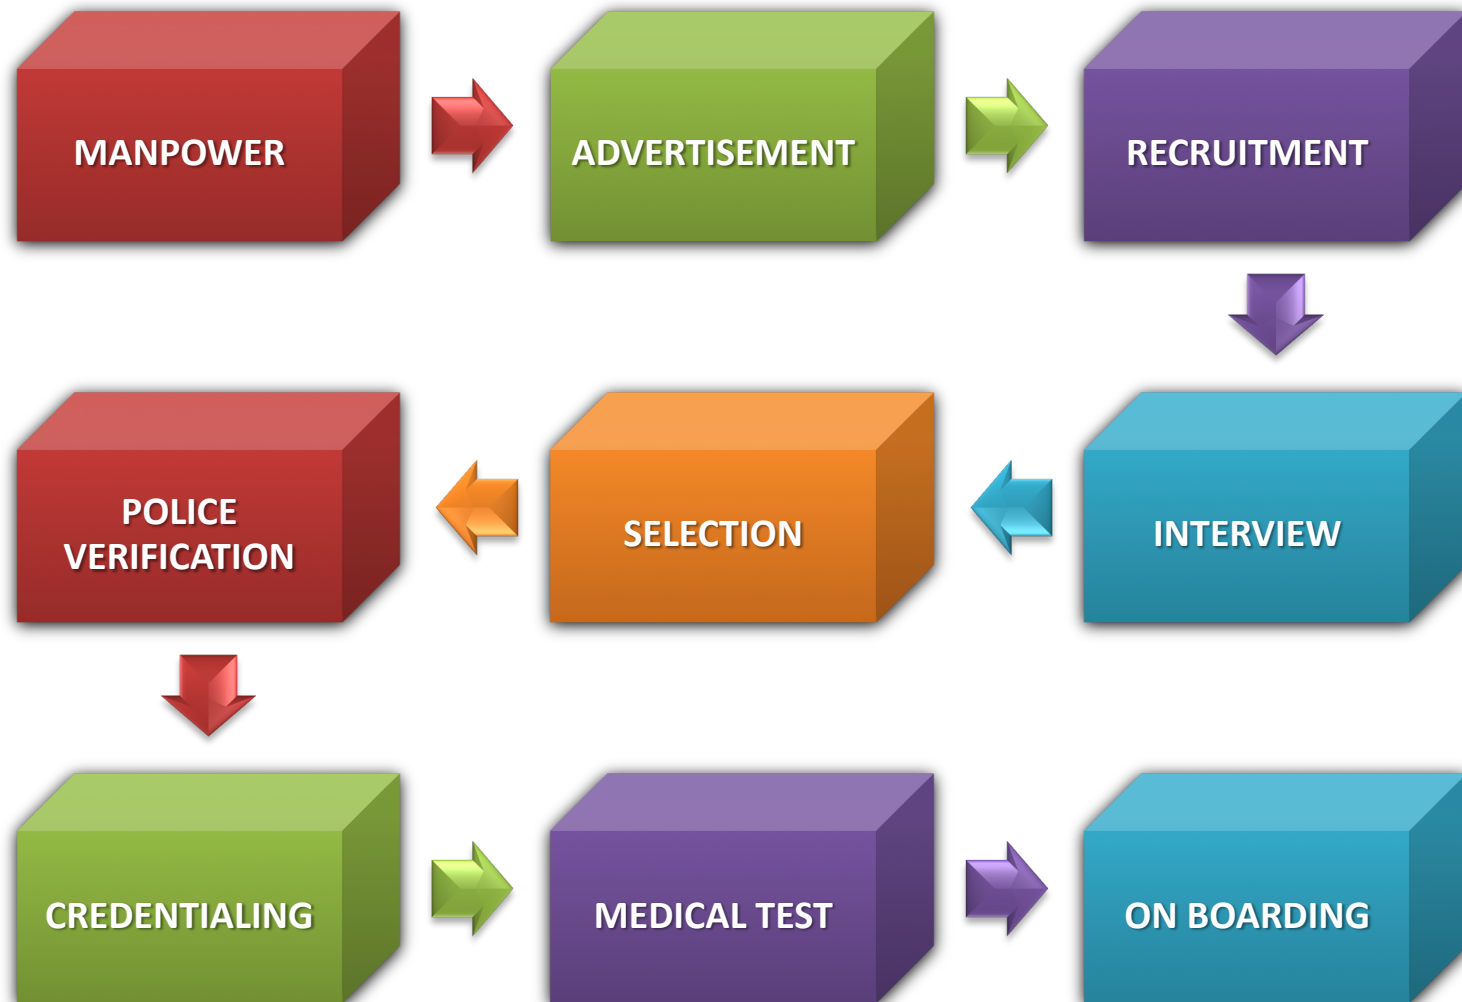 MANPOWER
ADVERTISEMENT
RECRUITMENT
INTERVIEW
SELECTION
POLICE
VERIFICATION
CREDENTIALING
MEDICAL TEST
ON BOARDING